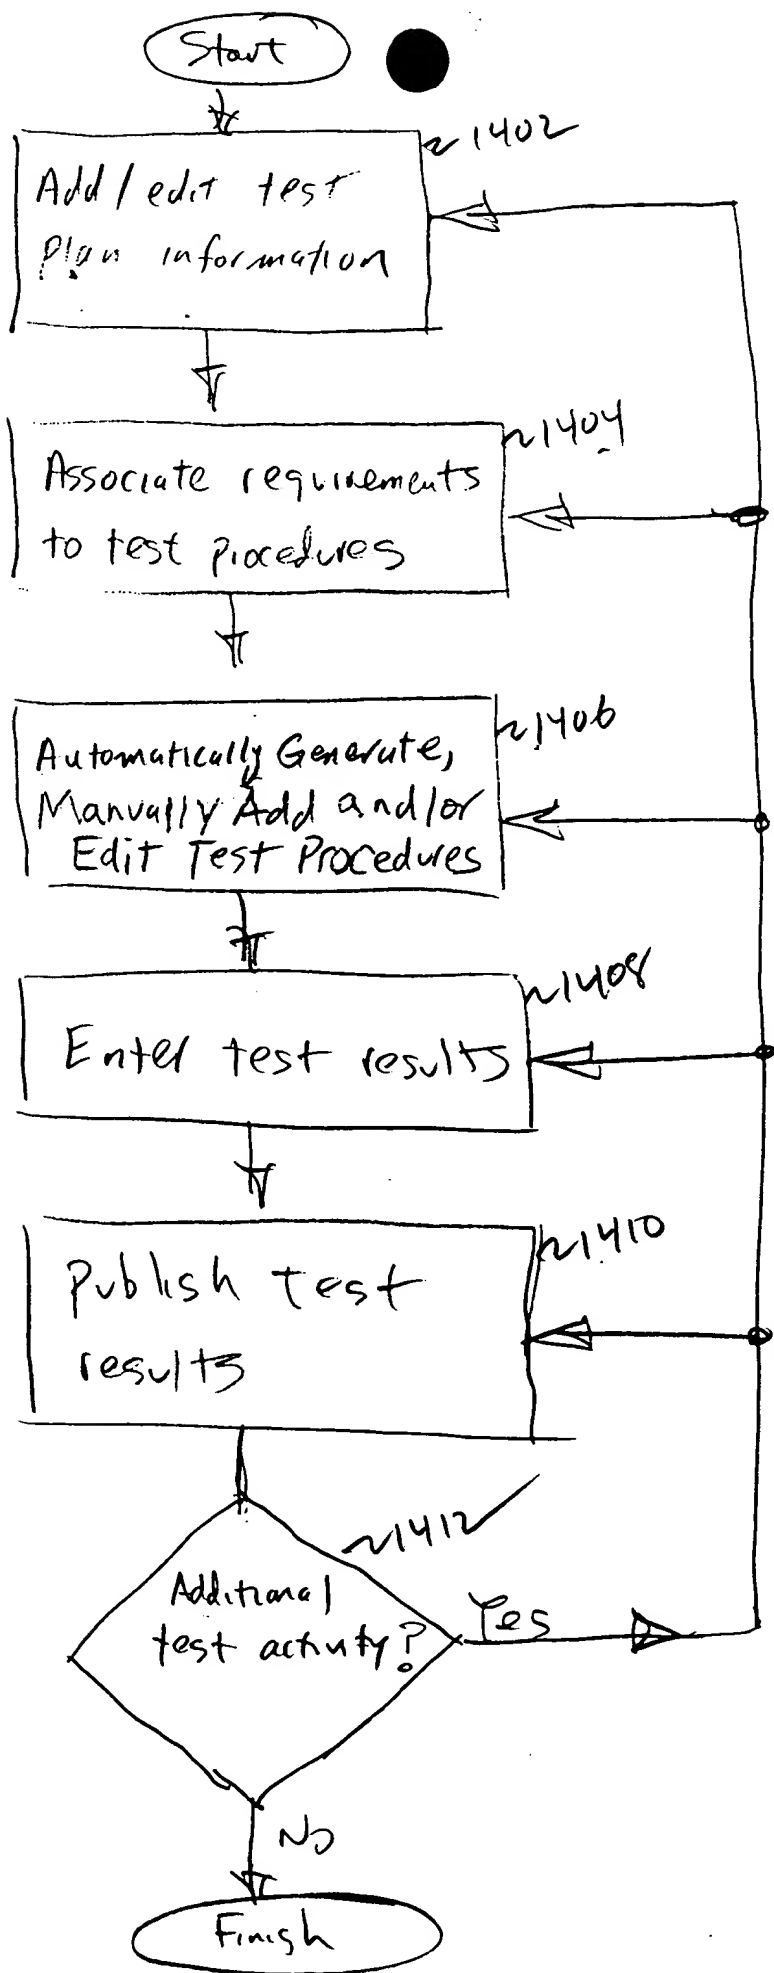 Start
1402
Add/edit test
Plan information
1404
Associate requirements
to test procedures
1406
Automatically Generate,
Manually Add and/or
Edit Test Procedures
1408
Enter test results
1410
Publish test
results
1412
Additional
test activity?
Yes
No
Finish